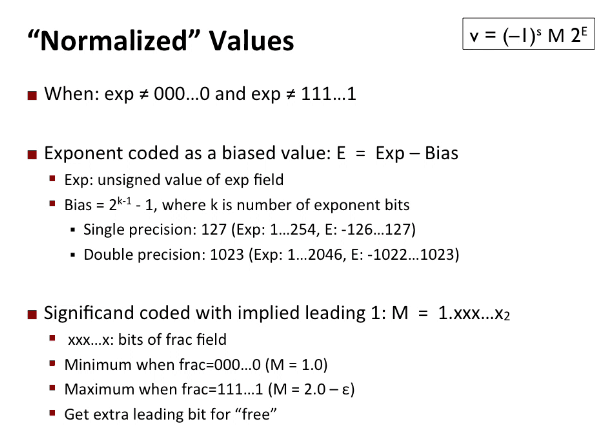 “Normalized” Values
v = (–1)ˢ M 2ᴱ
■ When: exp ≠ 000…0 and exp ≠ 111…1
■ Exponent coded as a biased value: E = Exp – Bias
▪ Exp: unsigned value of exp field
▪ Bias = 2ᵏ⁻¹ - 1, where k is number of exponent bits
▪ Single precision: 127 (Exp: 1…254, E: -126…127)
▪ Double precision: 1023 (Exp: 1…2046, E: -1022…1023)
■ Significand coded with implied leading 1: M = 1.xxx…x₂
▪ xxx…x: bits of frac field
▪ Minimum when frac=000…0 (M = 1.0)
▪ Maximum when frac=111…1 (M = 2.0 – ε)
▪ Get extra leading bit for “free”